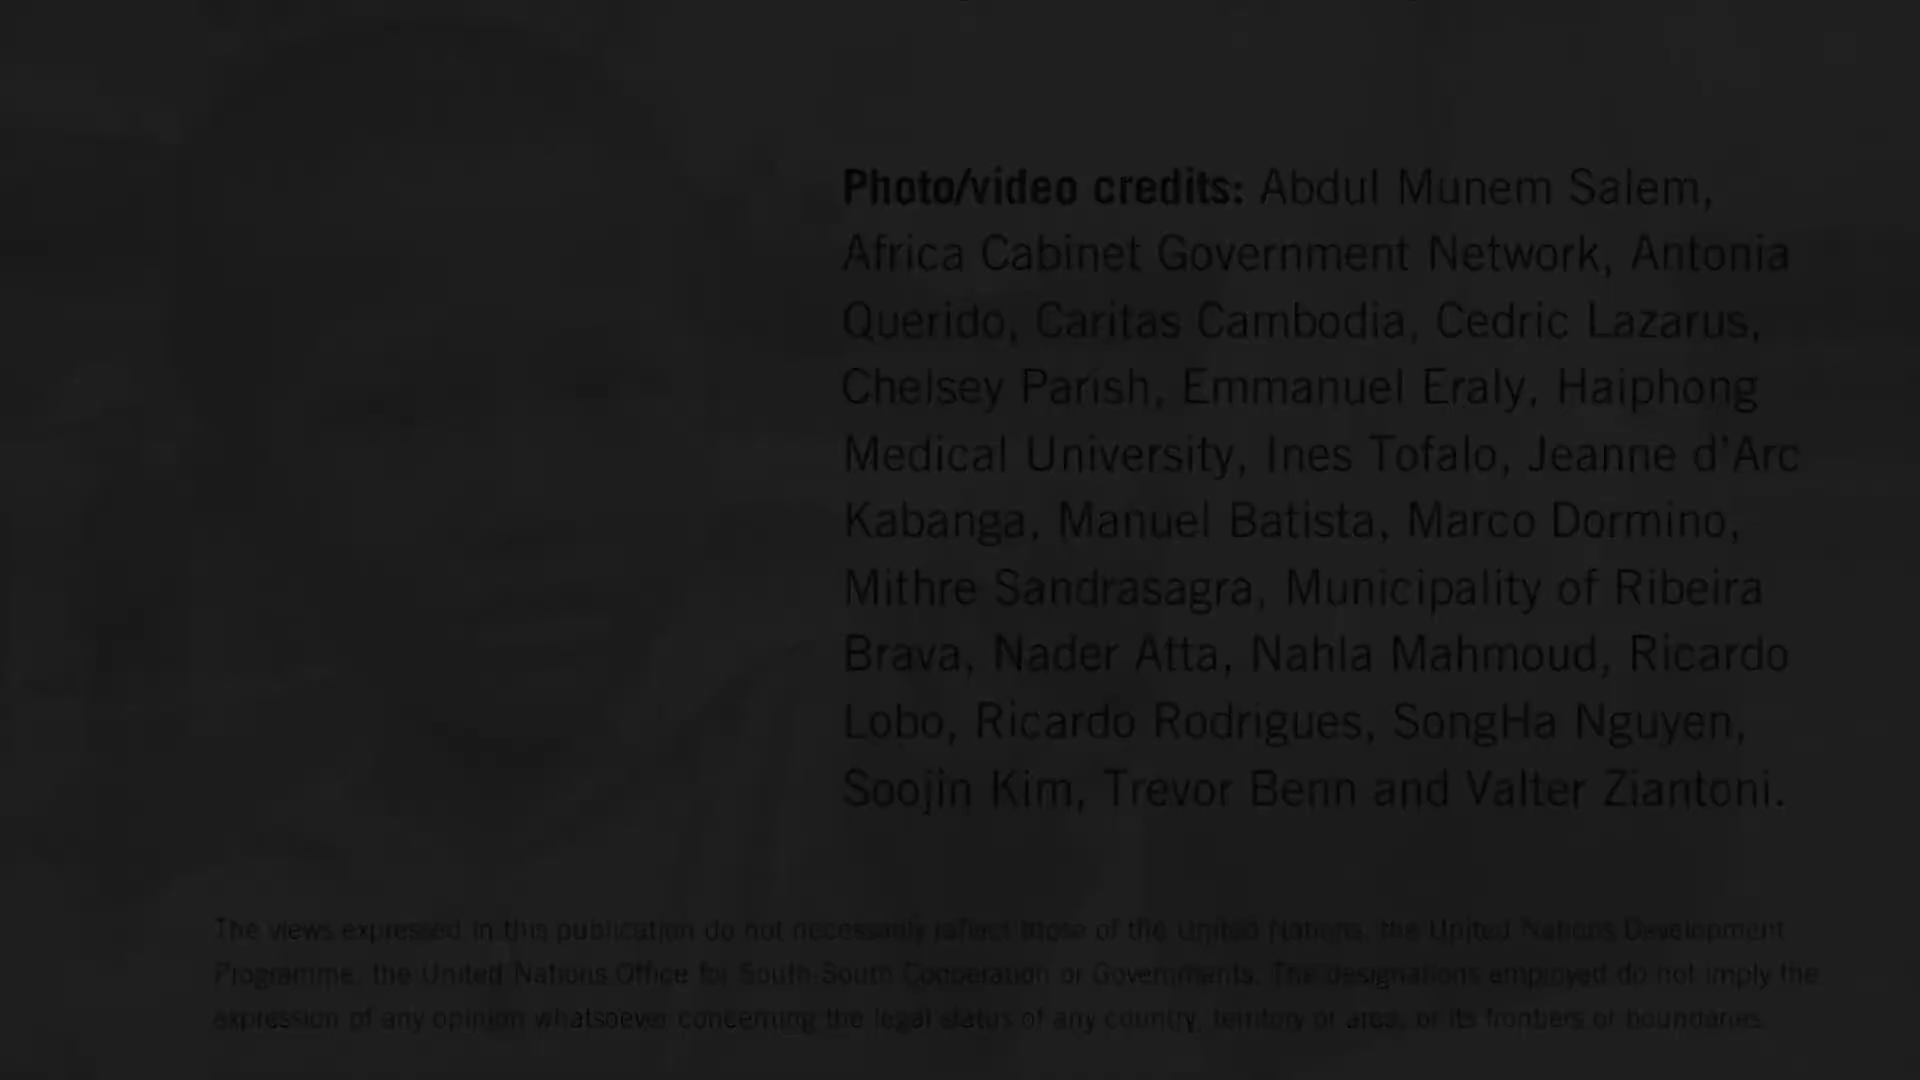 Photo/video credits: Abdul Munem Salem,
Africa Cabinet Government Network, Antonia
Querido, Caritas Cambodia, Cedric Lazarus,
Chelsey Parish, Emmanuel Eraly, Haiphong
Medical University, Ines Tofalo, Jeanne d'Arc
Kabanga, Manuel Batista, Marco Dormino,
Mithre Sandrasagra, Municipality of Ribeira
Brava, Nader Atta, Nahla Mahmoud, Ricardo
Lobo, Ricardo Rodrigues, SongHa Nguyen,
Soojin Kim, Trevor Benn and Valter Ziantoni.
The views expressed in this publication do not necessarily reflect those of the United Nations, the United Nations Development
Programme, the United Nations Office for South-South Cooperation or Governments. The designations employed do not imply the
expression of any opinion whatsoever concerning the legal status of any country, territory or area, or its frontiers or boundaries.